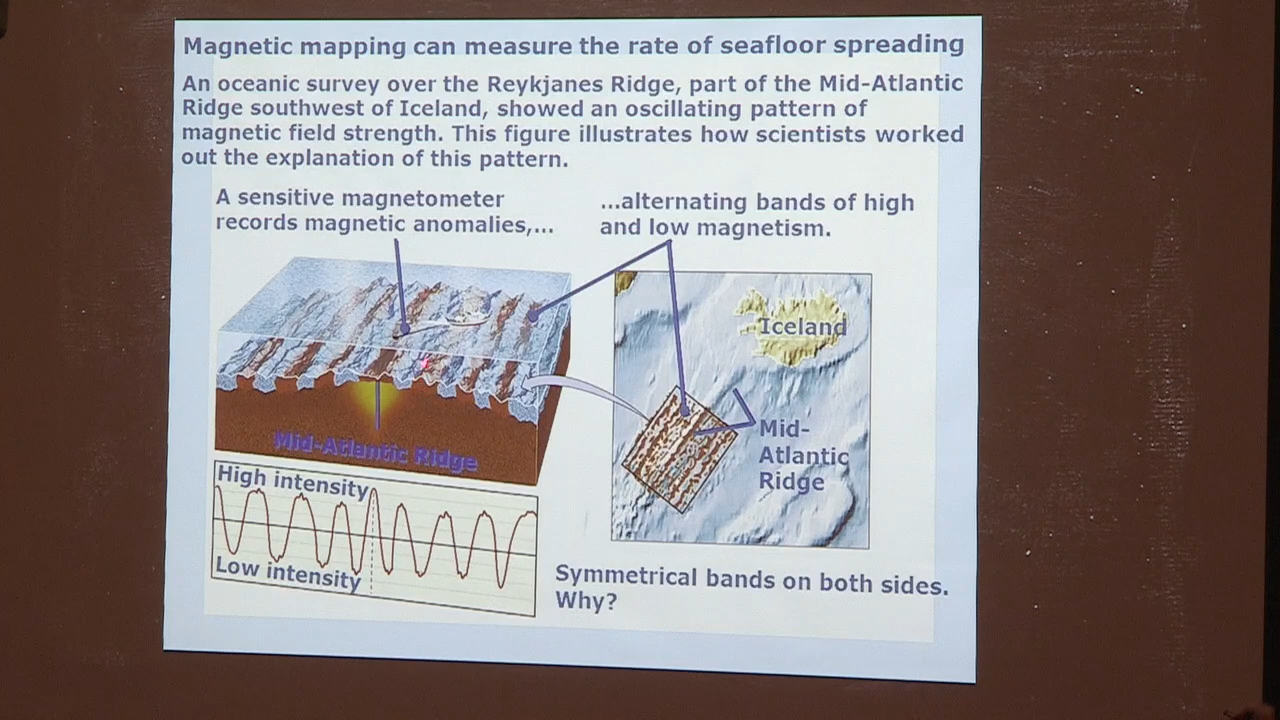 Magnetic mapping can measure the rate of seafloor spreading
An oceanic survey over the Reykjanes Ridge, part of the Mid-Atlantic
Ridge southwest of Iceland, showed an oscillating pattern of
magnetic field strength. This figure illustrates how scientists worked
out the explanation of this pattern.
A sensitive magnetometer
records magnetic anomalies,...
...alternating bands of high
and low magnetism.
Iceland
Mid-
Atlantic
Ridge
Mid-Atlantic Ridge
High intensity
Low intensity
Symmetrical bands on both sides.
Why?